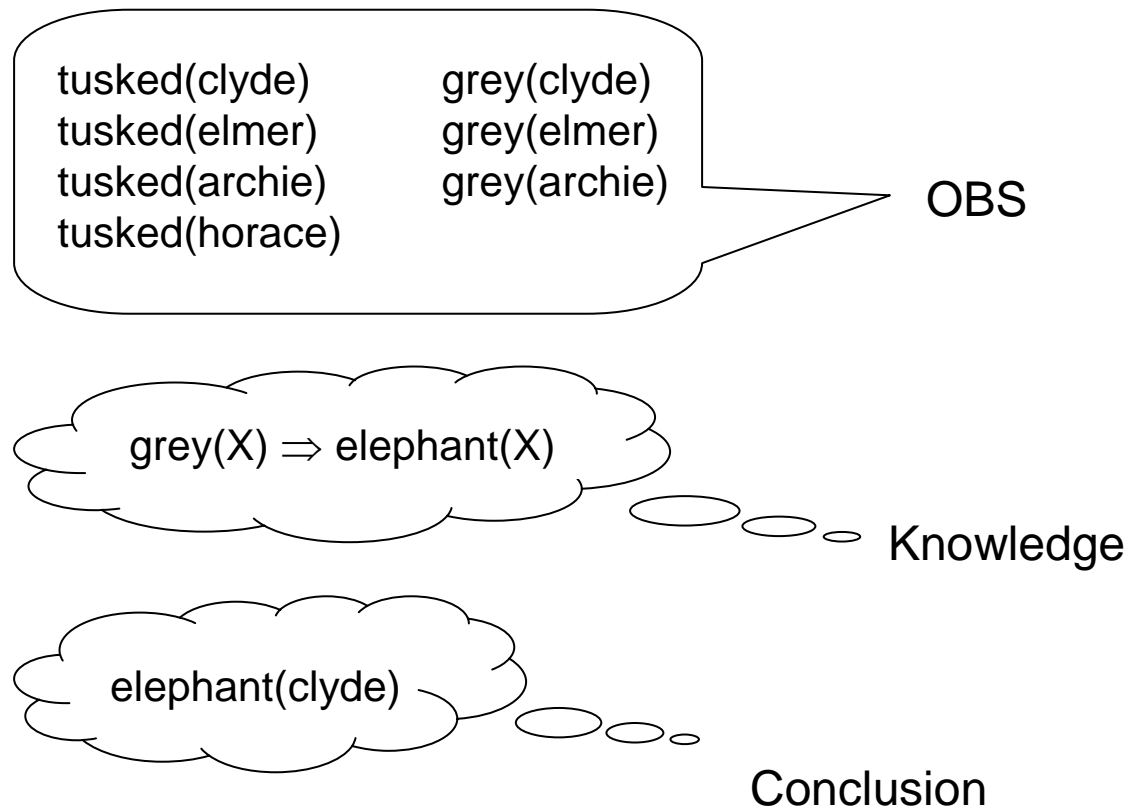 tusked(clyde) grey(clyde)
tusked(elmer) grey(elmer)
tusked(archie) grey(archie)
tusked(horace)
OBS
grey(X) ⇒ elephant(X)
Knowledge
elephant(clyde)
Conclusion